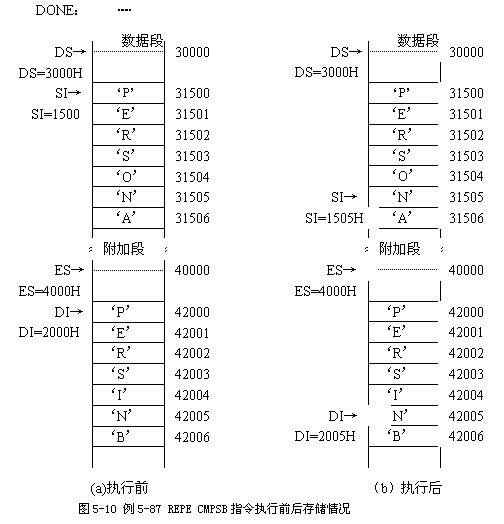 DONE: ….
数据段 数据段
DS→ 30000 DS→ 30000
DS=3000H DS=3000H
SI→ ‘P’ 31500 ‘P’ 31500
SI=1500 ‘E’ 31501 ‘E’ 31501
‘R’ 31502 ‘R’ 31502
‘S’ 31503 ‘S’ 31503
‘O’ 31504 ‘O’ 31504
‘N’ 31505 SI→ ‘N’ 31505
‘A’ 31506 SI=1505H ‘A’ 31506
附加段 附加段
ES→ 40000 ES→ 40000
ES=4000H ES=4000H
DI→ ‘P’ 42000 ‘P’ 42000
DI=2000H ‘E’ 42001 ‘E’ 42001
‘R’ 42002 ‘R’ 42002
‘S’ 42003 ‘S’ 42003
‘I’ 42004 ‘I’ 42004
‘N’ 42005 DI→ N’ 42005
‘B’ 42006 DI=2005H ‘B’ 42006
(a)执行前 （b）执行后
图 5-10 例 5-87 REPE CMPSB 指令执行前后存储情况